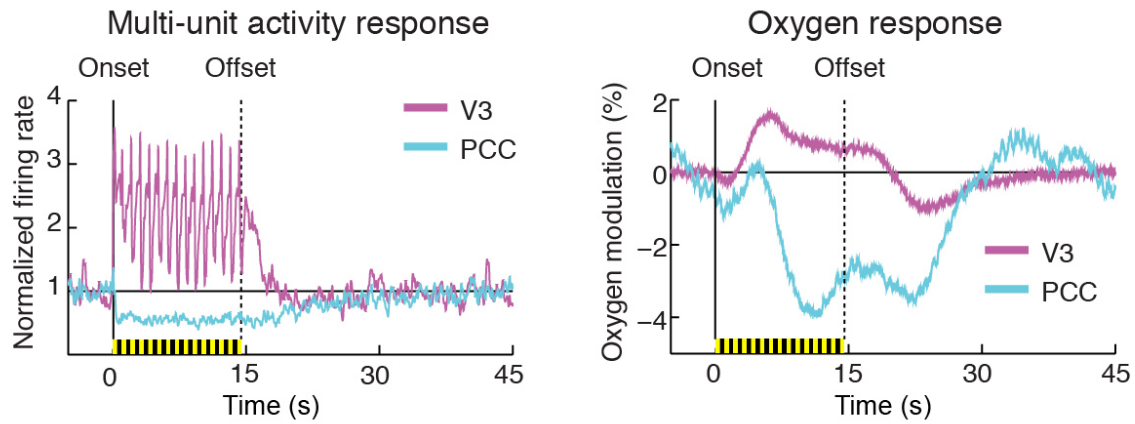 Multi-unit activity response
Onset Offset
Normalized firing rate
4
3
2
1
V3
PCC
0 15 30 45
Time (s)
Oxygen response
Onset Offset
Oxygen modulation (%)
2
0
−2
−4
V3
PCC
0 15 30 45
Time (s)